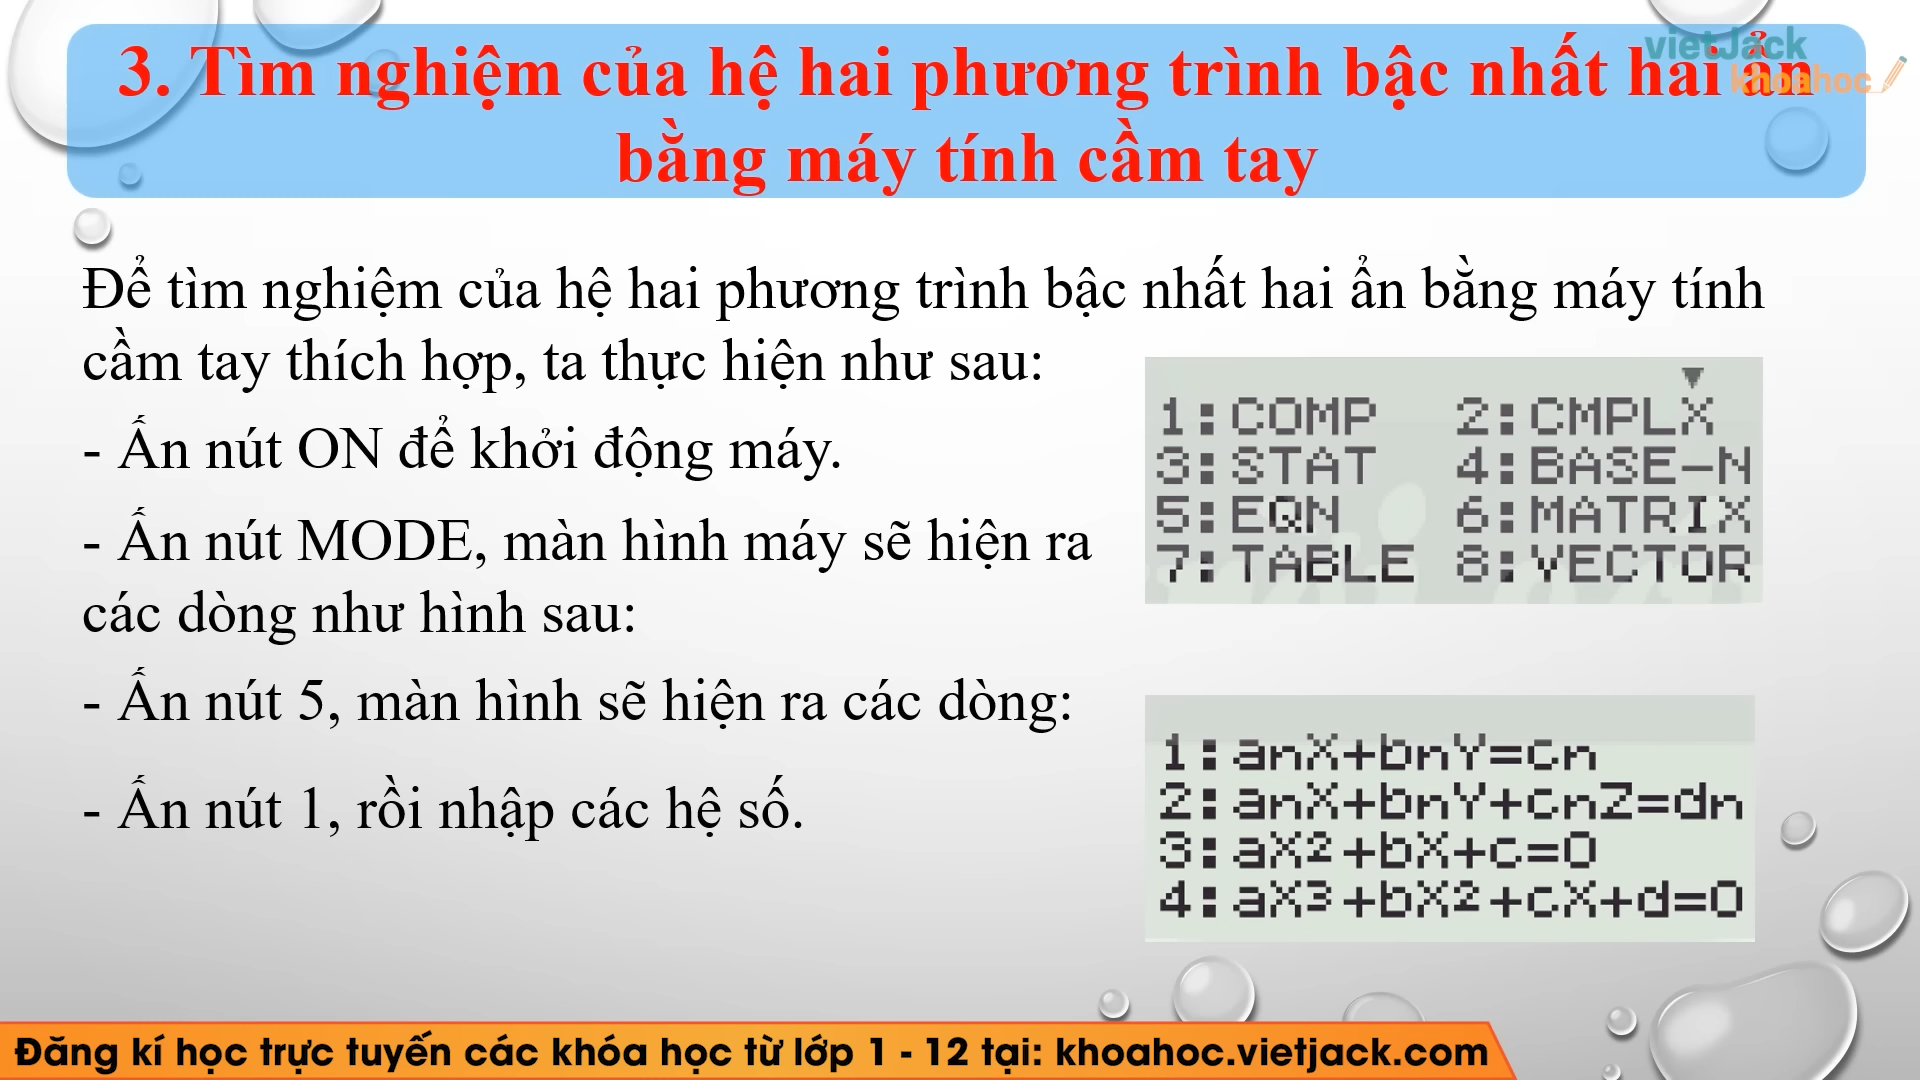 3. Tìm nghiệm của hệ hai phương trình bậc nhất hai ẩn
bằng máy tính cầm tay
vietJack
khoahoc
Để tìm nghiệm của hệ hai phương trình bậc nhất hai ẩn bằng máy tính
cầm tay thích hợp, ta thực hiện như sau:
- Ấn nút ON để khởi động máy.
- Ấn nút MODE, màn hình máy sẽ hiện ra
các dòng như hình sau:
1:COMP 2:CMPLX
3:STAT 4:BASE-N
5:EQN 6:MATRIX
7:TABLE 8:VECTOR
- Ấn nút 5, màn hình sẽ hiện ra các dòng:
1:anX+bnY=cn
2:anX+bnY+cnZ=dn
3:aX²+bX+c=0
4:aX³+bX²+cX+d=0
- Ấn nút 1, rồi nhập các hệ số.
Đăng kí học trực tuyến các khóa học từ lớp 1 - 12 tại: khoahoc.vietjack.com